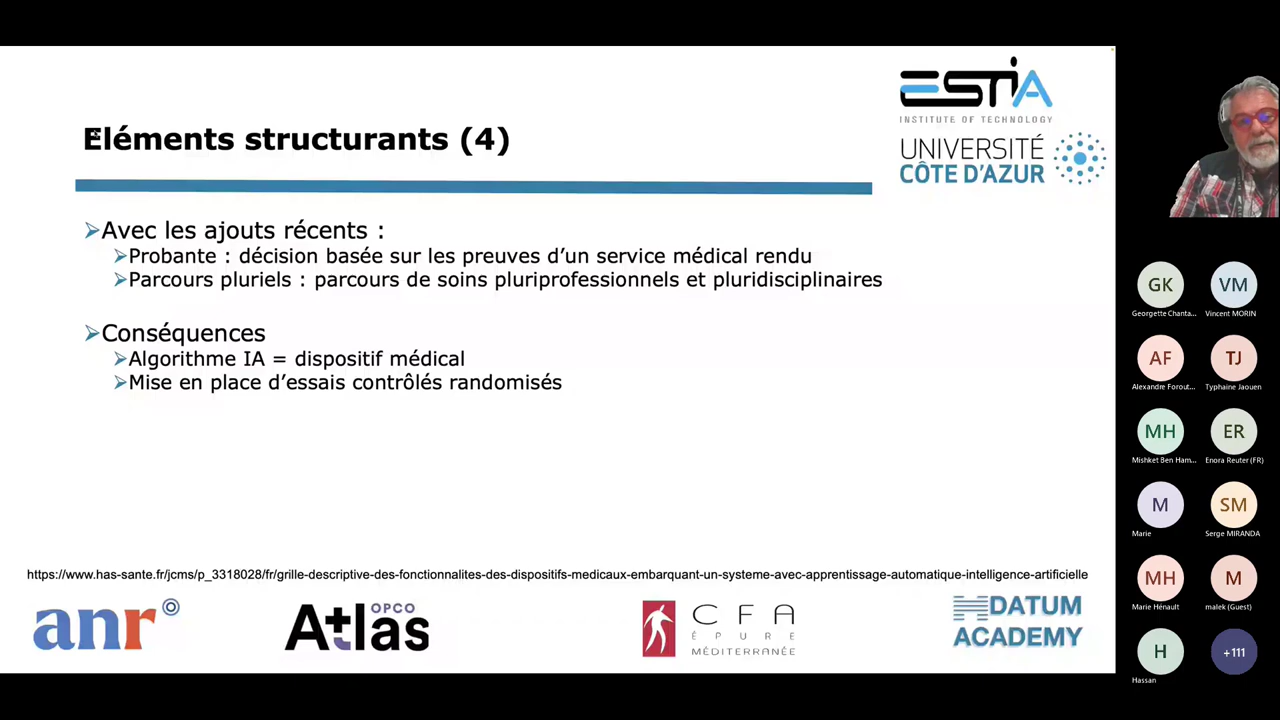 ESTIA
INSTITUTE OF TECHNOLOGY
UNIVERSITÉ
CÔTE D'AZUR
Eléments structurants (4)
Avec les ajouts récents :
Probante : décision basée sur les preuves d'un service médical rendu
Parcours pluriels : parcours de soins pluriprofessionnels et pluridisciplinaires
Conséquences
Algorithme IA = dispositif médical
Mise en place d'essais contrôlés randomisés
https://www.has-sante.fr/jcms/p_3318028/fr/grille-descriptive-des-fonctionnalites-des-dispositifs-medicaux-embarquant-un-systeme-avec-apprentissage-automatique-intelligence-artificielle
anr
OPCO
Atlas
CFA
ÉPURE
MÉDITERRANÉE
DATUM
ACADEMY
GK
Georgette Chanta...
VM
Vincent MORIN
AF
Alexandre Forout...
TJ
Typhaine Jaouen
MH
Mishket Ben Ham...
ER
Enora Reuter (FR)
M
Marie
SM
Serge MIRANDA
MH
Marie Hénault
M
malek (Guest)
H
Hassan
+111